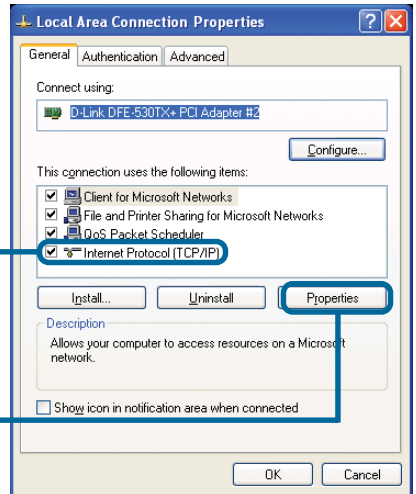 Local Area Connection Properties
General Authentication Advanced
Connect using:
D-Link DFE-530TX+ PCI Adapter #2
Configure...
This connection uses the following items:
Client for Microsoft Networks
File and Printer Sharing for Microsoft Networks
QoS Packet Scheduler
Internet Protocol (TCP/IP)
Install... Uninstall Properties
Description
Allows your computer to access resources on a Microsoft
network.
Show icon in notification area when connected
OK Cancel